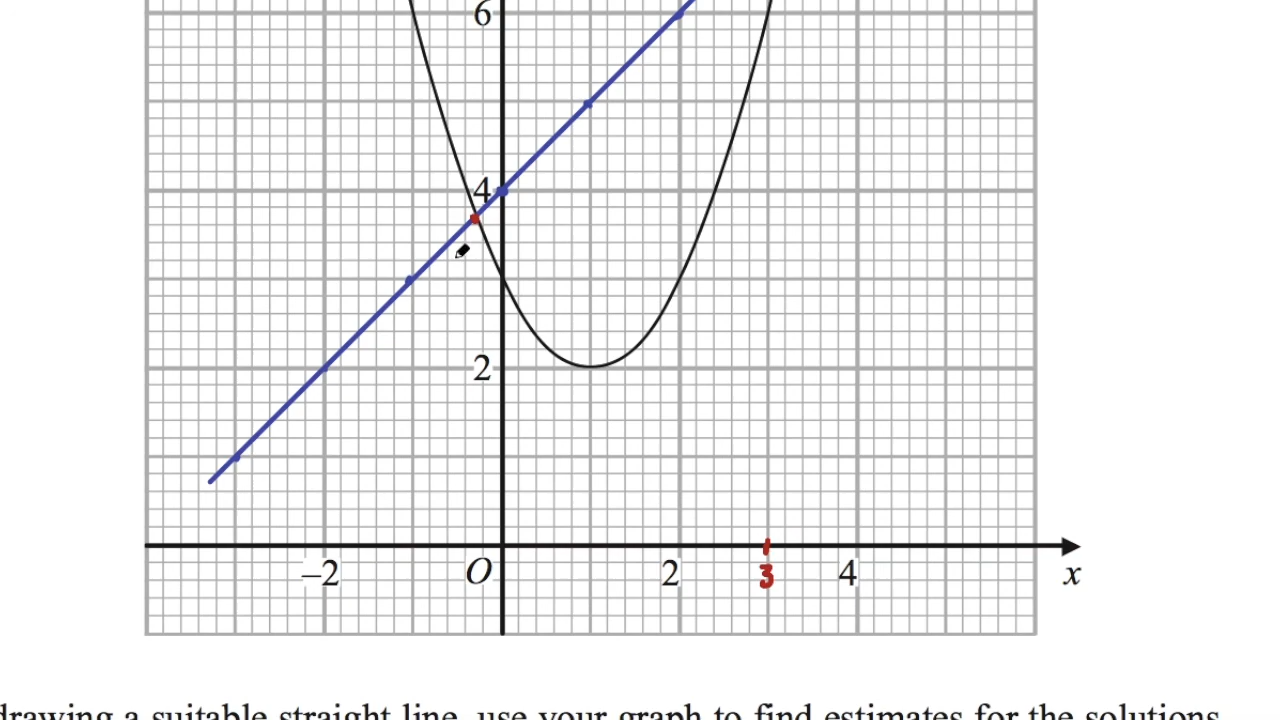 6
4
2
–2 O 2 3 4 x
drawing a suitable straight line, use your graph to find estimates for the solutions